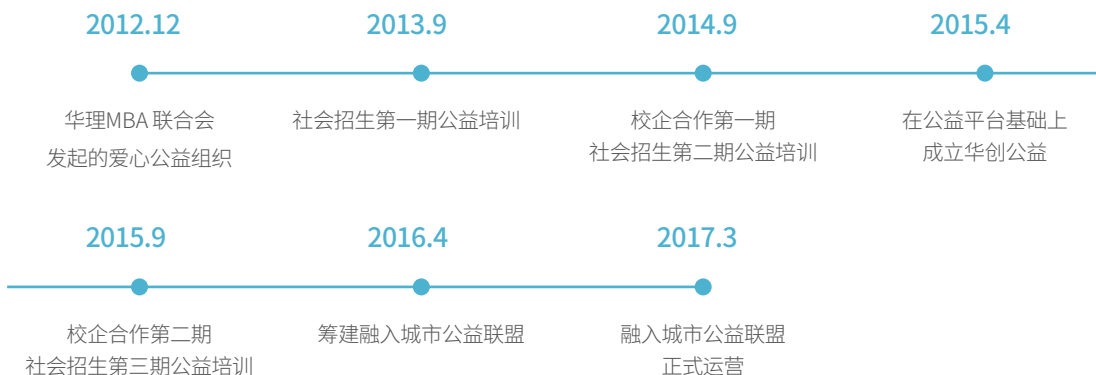 2012.12
2013.9
2014.9
2015.4
华理MBA 联合会
发起的爱心公益组织
社会招生第一期公益培训
校企合作第一期
社会招生第二期公益培训
在公益平台基础上
成立华创公益
2015.9
2016.4
2017.3
校企合作第二期
社会招生第三期公益培训
筹建融入城市公益联盟
融入城市公益联盟
正式运营